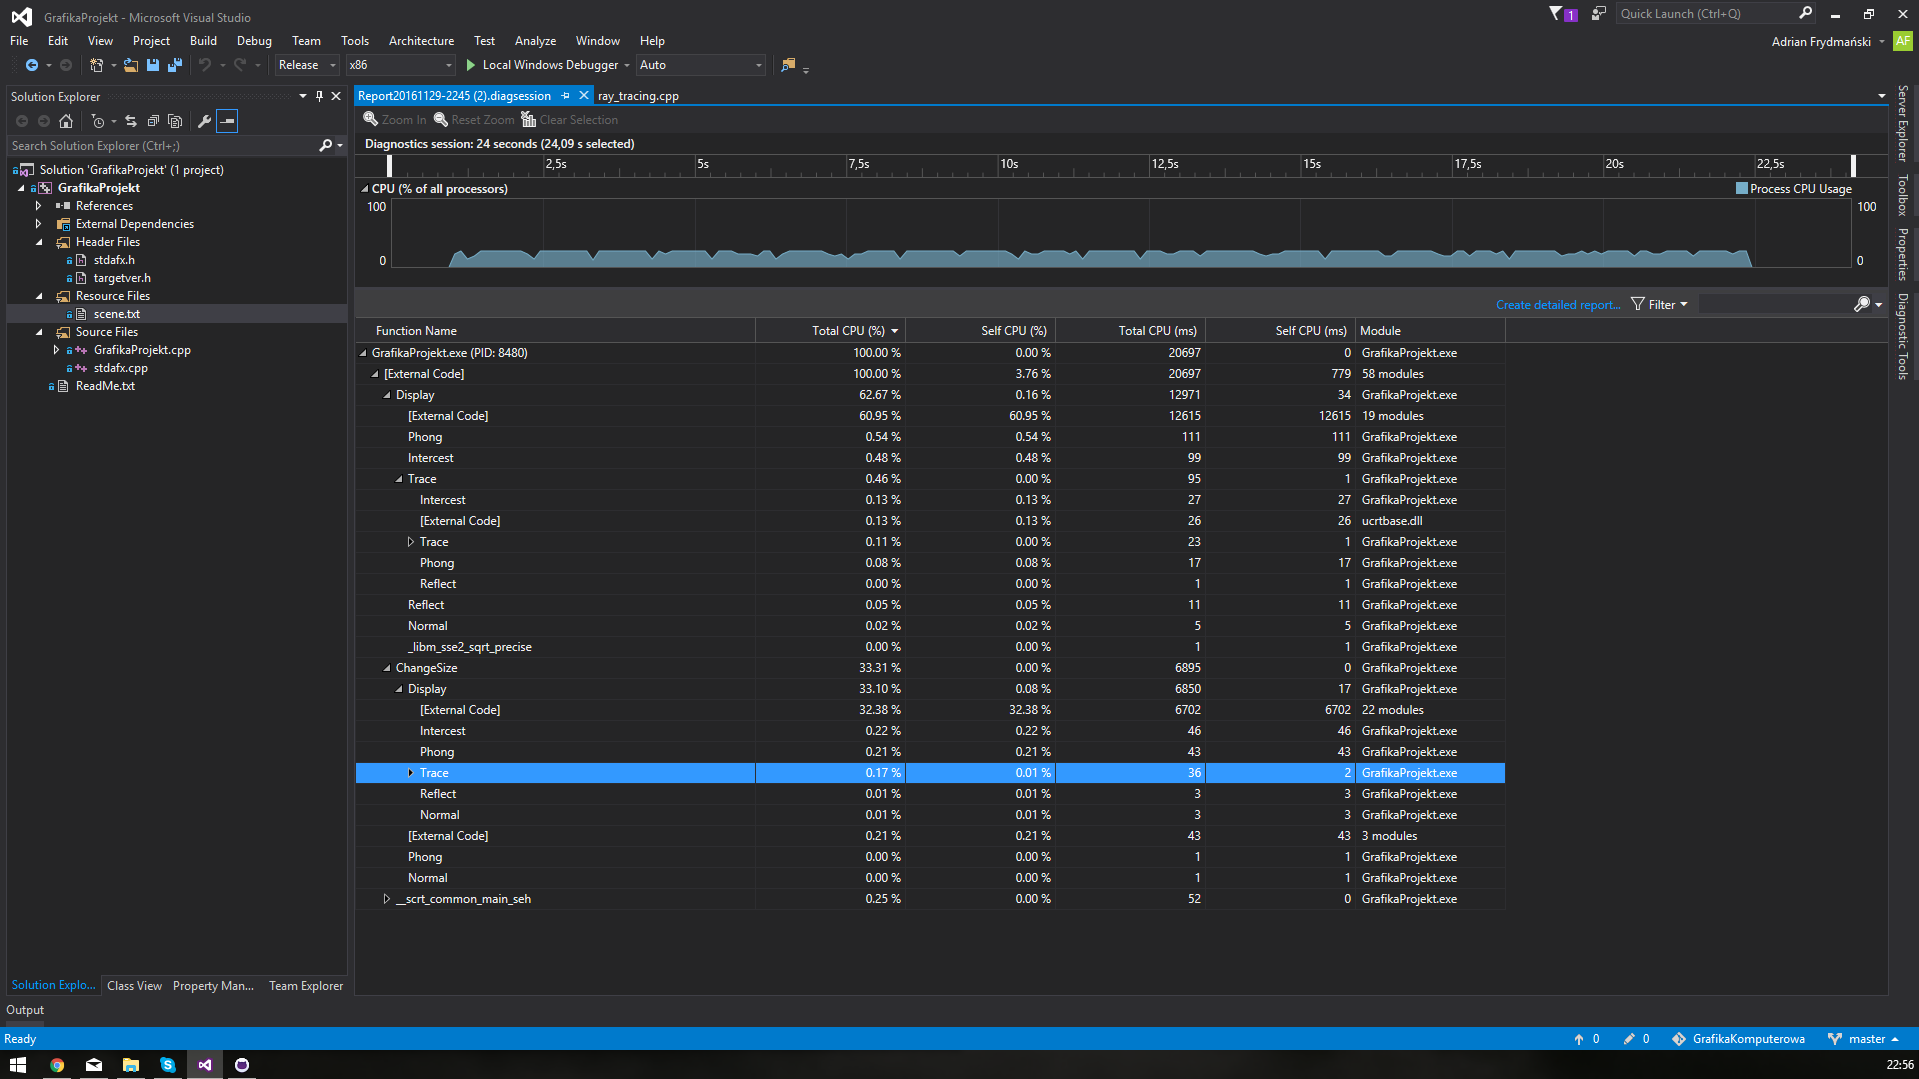 GrafikaProjekt - Microsoft Visual Studio
1
Quick Launch (Ctrl+Q)
File Edit View Project Build Debug Team Tools Architecture Test Analyze Window Help
Adrian Frydmański AF
Release x86 Local Windows Debugger Auto
Solution Explorer
Search Solution Explorer (Ctrl+;)
Solution 'GrafikaProjekt' (1 project)
GrafikaProjekt
References
External Dependencies
Header Files
stdafx.h
targetver.h
Resource Files
scene.txt
Source Files
GrafikaProjekt.cpp
stdafx.cpp
ReadMe.txt
Solution Explo... Class View Property Man... Team Explorer
Report20161129-2245 (2).diagsession ray_tracing.cpp
Zoom In Reset Zoom Clear Selection
Diagnostics session: 24 seconds (24,09 s selected)
2,5s 5s 7,5s 10s 12,5s 15s 17,5s 20s 22,5s
CPU (% of all processors) Process CPU Usage
100 100
0 0
Create detailed report... Filter
Function Name Total CPU (%) Self CPU (%) Total CPU (ms) Self CPU (ms) Module
GrafikaProjekt.exe (PID: 8480) 100.00 % 0.00 % 20697 0 GrafikaProjekt.exe
[External Code] 100.00 % 3.76 % 20697 779 58 modules
Display 62.67 % 0.16 % 12971 34 GrafikaProjekt.exe
[External Code] 60.95 % 60.95 % 12615 12615 19 modules
Phong 0.54 % 0.54 % 111 111 GrafikaProjekt.exe
Intercest 0.48 % 0.48 % 99 99 GrafikaProjekt.exe
Trace 0.46 % 0.00 % 95 1 GrafikaProjekt.exe
Intercest 0.13 % 0.13 % 27 27 GrafikaProjekt.exe
[External Code] 0.13 % 0.13 % 26 26 ucrtbase.dll
Trace 0.11 % 0.00 % 23 1 GrafikaProjekt.exe
Phong 0.08 % 0.08 % 17 17 GrafikaProjekt.exe
Reflect 0.00 % 0.00 % 1 1 GrafikaProjekt.exe
Reflect 0.05 % 0.05 % 11 11 GrafikaProjekt.exe
Normal 0.02 % 0.02 % 5 5 GrafikaProjekt.exe
_libm_sse2_sqrt_precise 0.00 % 0.00 % 1 1 GrafikaProjekt.exe
ChangeSize 33.31 % 0.00 % 6895 0 GrafikaProjekt.exe
Display 33.10 % 0.08 % 6850 17 GrafikaProjekt.exe
[External Code] 32.38 % 32.38 % 6702 6702 22 modules
Intercest 0.22 % 0.22 % 46 46 GrafikaProjekt.exe
Phong 0.21 % 0.21 % 43 43 GrafikaProjekt.exe
Trace 0.17 % 0.01 % 36 2 GrafikaProjekt.exe
Reflect 0.01 % 0.01 % 3 3 GrafikaProjekt.exe
Normal 0.01 % 0.01 % 3 3 GrafikaProjekt.exe
[External Code] 0.21 % 0.21 % 43 43 3 modules
Phong 0.00 % 0.00 % 1 1 GrafikaProjekt.exe
Normal 0.00 % 0.00 % 1 1 GrafikaProjekt.exe
__scrt_common_main_seh 0.25 % 0.00 % 52 0 GrafikaProjekt.exe
Server Explorer
Toolbox
Properties
Diagnostic Tools
Output
Ready 0 0 GrafikaKomputerowa master
22:56